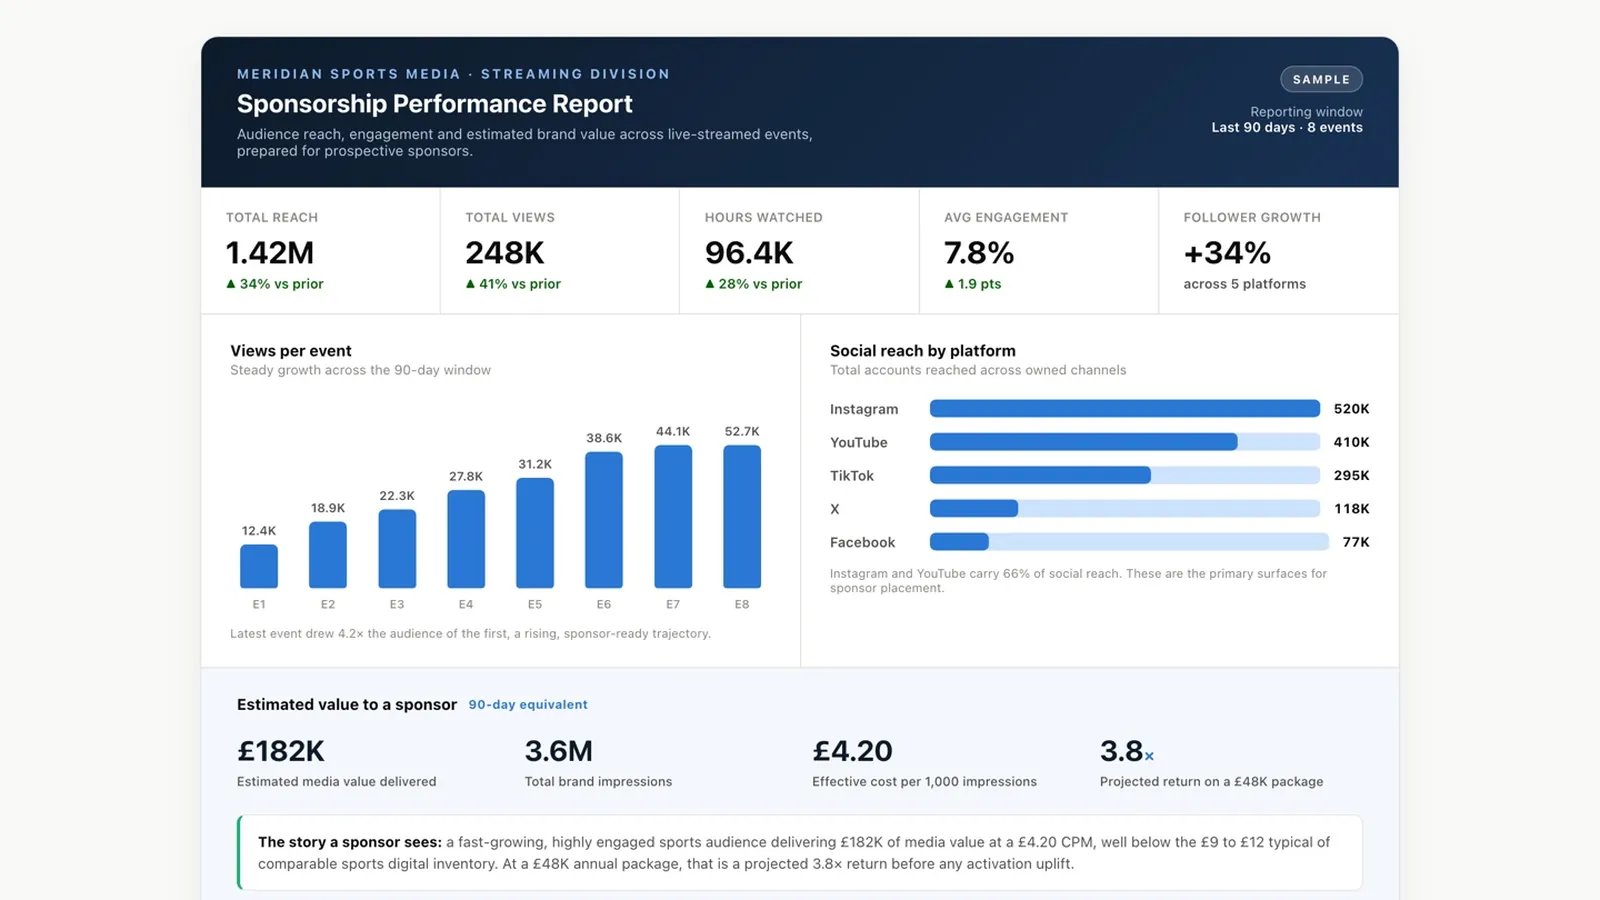 MERIDIAN SPORTS MEDIA · STREAMING DIVISION
Sponsorship Performance Report
Audience reach, engagement and estimated brand value across live-streamed events,
prepared for prospective sponsors.
SAMPLE
Reporting window
Last 90 days · 8 events
TOTAL REACH
1.42M
▲ 34% vs prior
TOTAL VIEWS
248K
▲ 41% vs prior
HOURS WATCHED
96.4K
▲ 28% vs prior
AVG ENGAGEMENT
7.8%
▲ 1.9 pts
FOLLOWER GROWTH
+34%
across 5 platforms
Views per event
Steady growth across the 90-day window
12.4K
18.9K
22.3K
27.8K
31.2K
38.6K
44.1K
52.7K
E1
E2
E3
E4
E5
E6
E7
E8
Latest event drew 4.2× the audience of the first, a rising, sponsor-ready trajectory.
Social reach by platform
Total accounts reached across owned channels
Instagram 520K
YouTube 410K
TikTok 295K
X 118K
Facebook 77K
Instagram and YouTube carry 66% of social reach. These are the primary surfaces for
sponsor placement.
Estimated value to a sponsor 90-day equivalent
£182K
Estimated media value delivered
3.6M
Total brand impressions
£4.20
Effective cost per 1,000 impressions
3.8×
Projected return on a £48K package
The story a sponsor sees: a fast-growing, highly engaged sports audience delivering £182K of media value at a £4.20 CPM, well below the £9 to £12 typical of
comparable sports digital inventory. At a £48K annual package, that is a projected 3.8× return before any activation uplift.